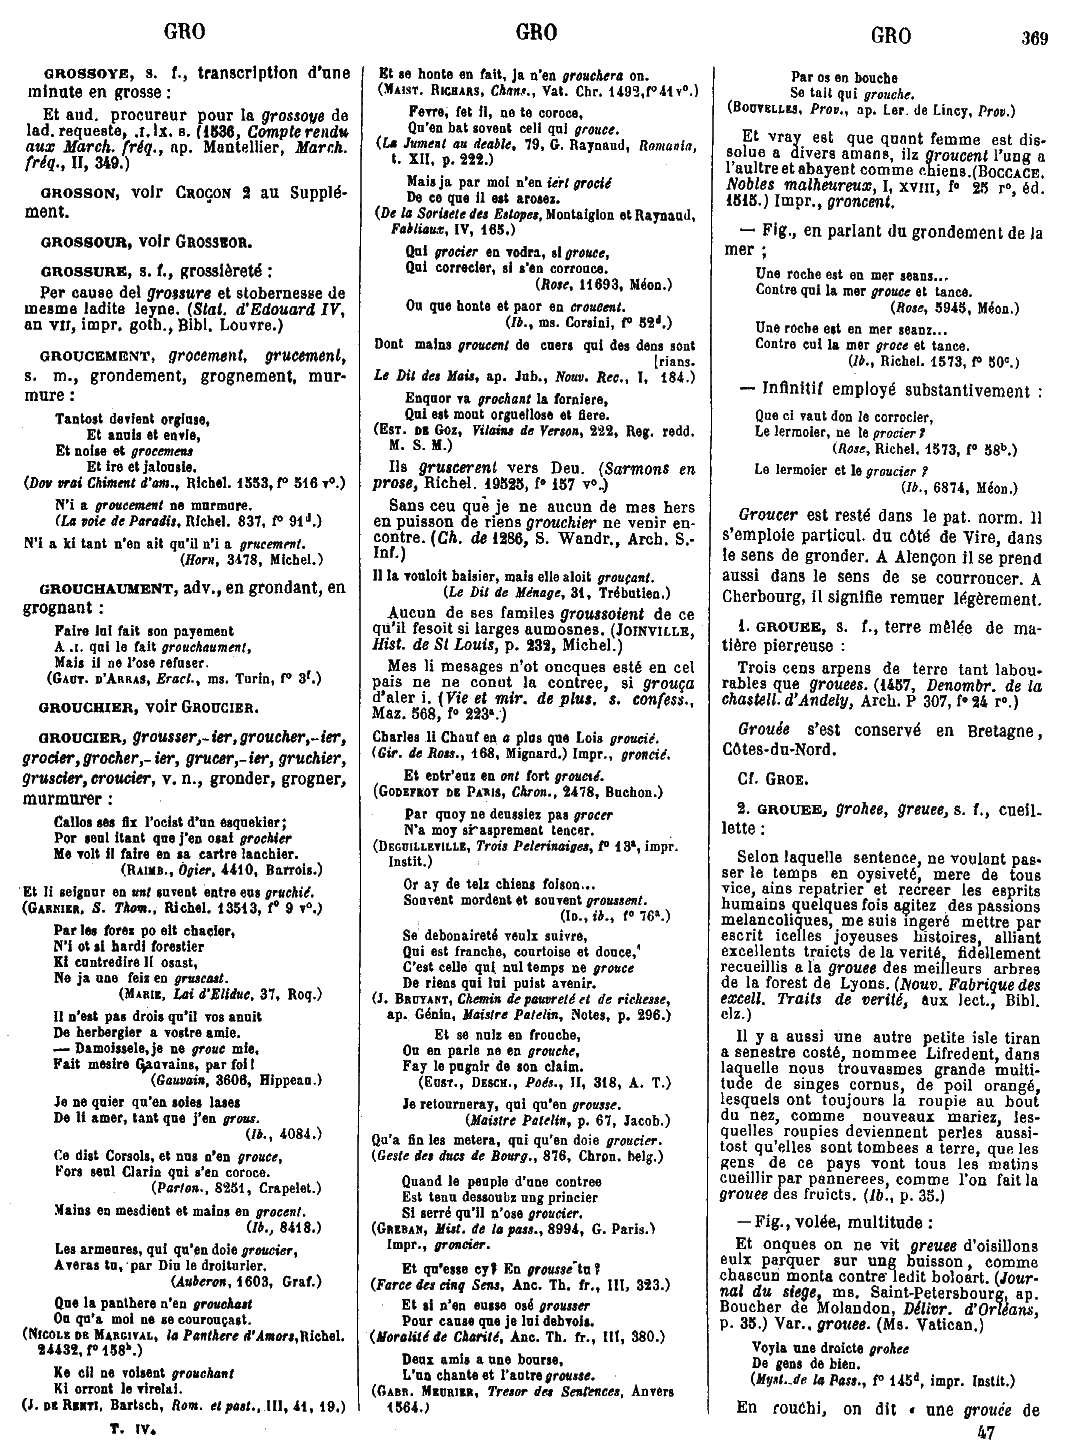 GRO
GRO
GRO
369
GROSSOYE, s. f., transcription d'une
minute en grosse :
Et aud. procureur pour la grossoye de
lad. requeste, .I.lx. s. (1536, Compte rendu
aux March. fréq., ap. Mantellier, March.
fréq., II, 349.)
GROSSON, voir CROÇON 2 au Supplé-
ment.
GROSSOUR, voir GROSSEOR.
GROSSURE, s. f., grossièreté :
Per cause del grossure et stobernesse de
mesme ladite leyne. (Stat. d'Edouard IV,
an VII, impr. goth., Bibl. Louvre.)
GROUCEMENT, grocement, grucement,
s. m., grondement, grognement, mur-
mure :
Tantost devient orgluse,
Et anuis et envie,
Et noise et grocemens
Et ire et jalousie.
(Dou vrai Chiment d'am., Richel. 1553, f° 516 v°.)
N'i a groucement ne murmure.
(La voie de Paradis, Richel. 837, f° 91d.)
N'i a ki tant n'en ait qu'il n'i a grucement.
(Horn, 3478, Michel.)
GROUCHAUMENT, adv., en grondant, en
grognant :
Faire lui fait son payement
A .I. qui le fait grouchaument,
Mais il ne l'ose refuser.
(GAUT. D'ARRAS, Eracl., ms. Turin, f° 3f.)
GROUCHIER, voir GROUCIER.
GROUCIER, grousser,-ier, groucher,-ier,
grocier, grocher,-ier, grucer,-ier, gruchier,
gruscier, croucier, v. n., gronder, grogner,
murmurer :
Callos ses fix l'ocist d'un esquekier ;
Por seul itant que j'en osai grochier
Me volt il faire en sa cartre lanchier.
(RAIMB., Ogier, 4410, Barrois.)
Et li seignur en unt suvent entre eus gruchié.
(GARNIER, S. Thom., Richel. 13513, f° 9 v°.)
Par les forez po eit chacier,
N'i ot si hardi forestier
Ki cuntredire li osast,
Ne ja une feiz en gruscast.
(MARIE, Lai d'Eliduc, 37, Roq.)
Il n'est pas drois qu'il vos anuit
De herbergier a vostre amie.
— Damoissele, je ne grouc mie,
Fait mesire Gauvains, par foi !
(Gauvain, 3606, Hippeau.)
Je ne quier qu'en soies lases
De li amer, tant que j'en grous.
(Ib., 4084.)
Ce dist Corsols, et nus n'en grouce,
Fors seul Clarin qui s'en coroce.
(Parton., 8251, Crapelet.)
Mains en mesdient et mains en grocent.
(Ib., 8418.)
Les armeures, qui qu'en doie groucier,
Averas tu, par Diu le droiturier.
(Auberon, 1603, Graf.)
Que la panthere n'en grouchast
Ou qu'a moi ne se courouçast.
(NICOLE DE MARGIVAL, la Panthere d'Amors, Richel.
24432, f° 158b.)
Ke cil ne voisent grouchant
Ki orront le virelai.
(J. DE RENTI, Bartsch, Rom. et past., III, 41, 19.)
T. IV.
Et se honte en fait, ja n'en grouchera on.
(MAIST. RICHARS, Chans., Vat. Chr. 1492, f° 41 v°.)
Ferre, fet il, ne te coroce,
Qu'en bat sovent celi qui grouce.
(La Jument au deable, 79, G. Raynaud, Romania,
t. XII, p. 222.)
Mais ja par moi n'en iert grocié
De ce que il est arosez.
(De la Sorisete des Estopes, Montaiglon et Raynaud,
Fabliaux, IV, 165.)
Qui grocier en vodra, si grouce,
Qui correcier, si s'en corrouce.
(Rose, 11693, Méon.)
Ou que honte et paor en croucent.
(Ib., ms. Corsini, f° 52d.)
Dont mains groucent de cuers qui des dens sont
[rians.
Le Dit des Mais, ap. Jub., Nouv. Rec., I, 184.)
Enquor va grochant la forniere,
Qui est mout orguellose et fiere.
(EST. DE GOZ, Vilains de Verson, 222, Reg. redd.
M. S. M.)
Ils gruscerent vers Deu. (Sarmons en
prose, Richel. 19525, f° 157 v°.)
Sans ceu que je ne aucun de mes hers
en puisson de riens grouchier ne venir en-
contre. (Ch. de 1286, S. Wandr., Arch. S.-
Inf.)
Il la vouloit baisier, mais elle aloit grouçant.
(Le Dit de Ménage, 31, Trébutien.)
Aucun de ses familes groussoient de ce
qu'il fesoit si larges aumosnes. (JOINVILLE,
Hist. de St Louis, p. 232, Michel.)
Mes li mesages n'ot oncques esté en cel
pais ne ne conut la contree, si grouça
d'aler i. (Vie et mir. de plus. s. confess.,
Maz. 568, f° 223a.)
Charles li Chauf en a plus que Lois groucié.
(Gir. de Ross., 168, Mignard.) Impr., groncié.
Et entr'eus en ont fort groucié.
(GODEFROT DE PARIS, Chron., 2478, Buchon.)
Par quoy ne deussiez pas grocer
N'a moy si asprement tencer.
(DEGUILLEVILLE, Trois Pelerinaiges, f° 13a, impr.
Instit.)
Or ay de telz chiens foison...
Souvent mordent et souvent groussent.
(ID., ib., f° 76a.)
Se debonaireté veulx suivre,
Qui est franche, courtoise et douce,
C'est celle qui nul temps ne grouce
De riens qui lui puist avenir.
(J. BRUYANT, Chemin de pauvreté et de richesse,
ap. Génin, Maistre Patelin, Notes, p. 296.)
Et se nulz en frouche,
Ou en parle ne en grouche,
Fay le pugnir de son claim.
(EUST., DESCH., Poés., II, 318, A. T.)
Je retourneray, qui qu'en grousse.
(Maistre Patelin, p. 67, Jacob.)
Qu'a fin les metera, qui qu'en doie groucier.
(Geste des ducs de Bourg., 876, Chron. belg.)
Quand le peuple d'une contree
Est tenu dessoubz ung princier
Si serré qu'il n'ose groucier.
(GREBAN, Mist. de la pass., 8994, G. Paris.)
Impr., groncier.
Et qu'esse cy ? En grousse tu ?
(Farce des cinq Sens, Anc. Th. fr., III, 323.)
Et si n'en eusse osé grousser
Pour cause que je lui debvois.
(Moralité de Charité, Anc. Th. fr., III, 380.)
Deux amis a une bourse,
L'un chante et l'autre grousse.
(GABR. MEURIER, Tresor des Sentences, Anvers
1564.)
Par os en bouche
Se tait qui grouche.
(BOUVELLES, Prov., ap. Ler. de Lincy, Prov.)
Et vray est que quant femme est dis-
solue a divers amans, ilz groucent l'ung a
l'aultre et abayent comme chiens. (BOCCACE,
Nobles malheureux, I, XVIII, f° 25 r°, éd.
1515.) Impr., groncent.
— Fig., en parlant du grondement de la
mer ;
Une roche est en mer seans...
Contre qui la mer grouce et tance.
(Rose, 5945, Méon.)
Une roche est en mer seanz...
Contre cui la mer groce et tance.
(Ib., Richel. 1573, f° 50c.)
— Infinitif employé substantivement :
Que ci vaut don le corrocier,
Le lermoier, ne le grocier ?
(Rose, Richel. 1573, f° 58b.)
Le lermoier et le groucier ?
(Ib., 6874, Méon.)
Groucer est resté dans le pat. norm. Il
s'emploie particul. du côté de Vire, dans
le sens de gronder. A Alençon il se prend
aussi dans le sens de se courroucer. A
Cherbourg, il signifie remuer légèrement.
1. GROUEE, s. f., terre mêlée de ma-
tière pierreuse :
Trois cens arpens de terre tant labou-
rables que grouees. (1457, Denombr. de la
chastell. d'Andely, Arch. P 307, f° 24 r°.)
Grouée s'est conservé en Bretagne,
Côtes-du-Nord.
Cf. GROE.
2. GROUEE, grohee, greuee, s. f., cueil-
lette :
Selon laquelle sentence, ne voulant pas-
ser le temps en oysiveté, mere de tous
vice, ains repatrier et recreer les esprits
humains quelques fois agitez des passions
melancoliques, me suis ingeré mettre par
escrit icelles joyeuses histoires, alliant
excellents traicts de la verité, fidellement
recueillis a la grouee des meilleurs arbres
de la forest de Lyons. (Nouv. Fabrique des
excell. Traits de verité, aux lect., Bibl.
elz.)
Il y a aussi une autre petite isle tiran
a senestre costé, nommee Lifredent, dans
laquelle nous trouvasmes grande multi-
tude de singes cornus, de poil orangé,
lesquels ont toujours la roupie au bout
du nez, comme nouveaux mariez, les-
quelles roupies deviennent perles aussi-
tost qu'elles sont tombees a terre, que les
gens de ce pays vont tous les matins
cueillir par pannerees, comme l'on fait la
grouee des fruicts. (Ib., p. 35.)
— Fig., volée, multitude :
Et onques on ne vit greuee d'oisillons
eulx parquer sur ung buisson, comme
chascun monta contre ledit boloart. (Jour-
nal du siege, ms. Saint-Petersbourg, ap.
Boucher de Molandon, Délivr. d'Orléans,
p. 35.) Var., grouee. (Ms. Vatican.)
Voyla une droicte grohee
De gens de bien.
(Myst. de la Pass., f° 145d, impr. Instit.)
En rouchi, on dit « une grouée de
47